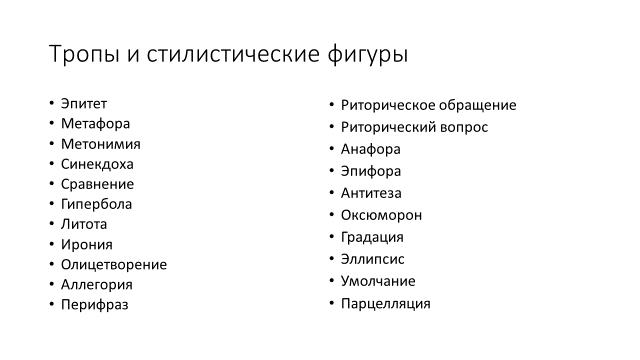 Тропы и стилистические фигуры
• Эпитет
• Метафора
• Метонимия
• Синекдоха
• Сравнение
• Гипербола
• Литота
• Ирония
• Олицетворение
• Аллегория
• Перифраз
• Риторическое обращение
• Риторический вопрос
• Анафора
• Эпифора
• Антитеза
• Оксюморон
• Градация
• Эллипсис
• Умолчание
• Парцелляция